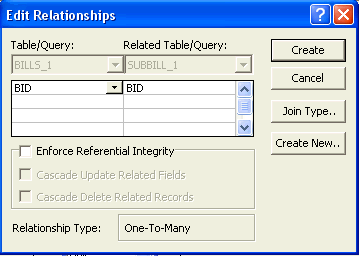 Edit Relationships
Table/Query: Related Table/Query:
BILLS_1 SUBBILL_1
BID BID
Enforce Referential Integrity
Cascade Update Related Fields
Cascade Delete Related Records
Relationship Type: One-To-Many
Create
Cancel
Join Type..
Create New..